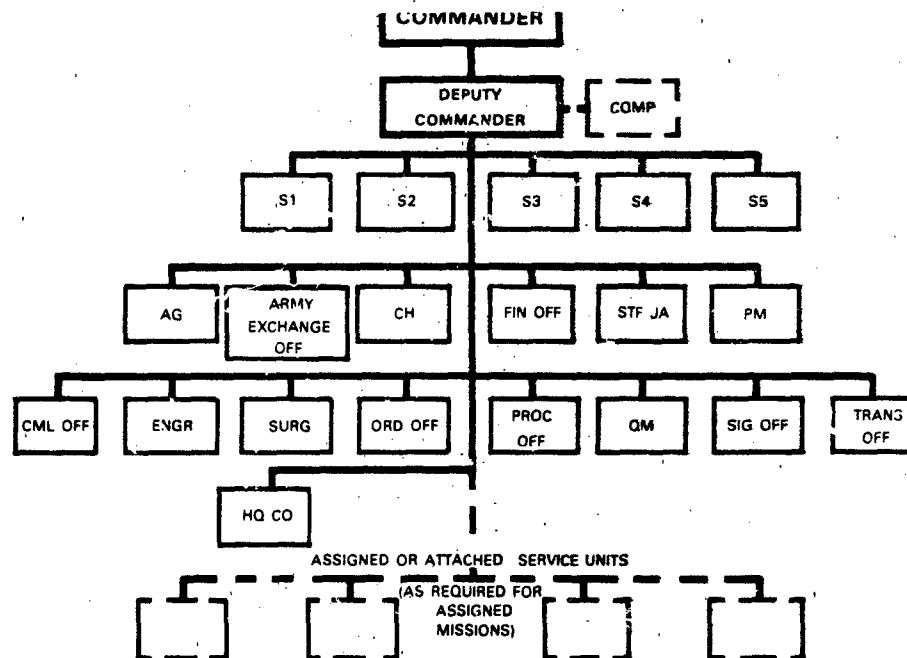 COMMANDER
DEPUTY
COMMANDER
COMP
S1
S2
S3
S4
S5
AG
ARMY
EXCHANGE
OFF
CH
FIN OFF
STF JA
PM
CML OFF
ENGR
SURG
ORD OFF
PROC
OFF
QM
SIG OFF
TRANS
OFF
HQ CO
ASSIGNED OR ATTACHED SERVICE UNITS
(AS REQUIRED FOR
ASSIGNED
MISSIONS)